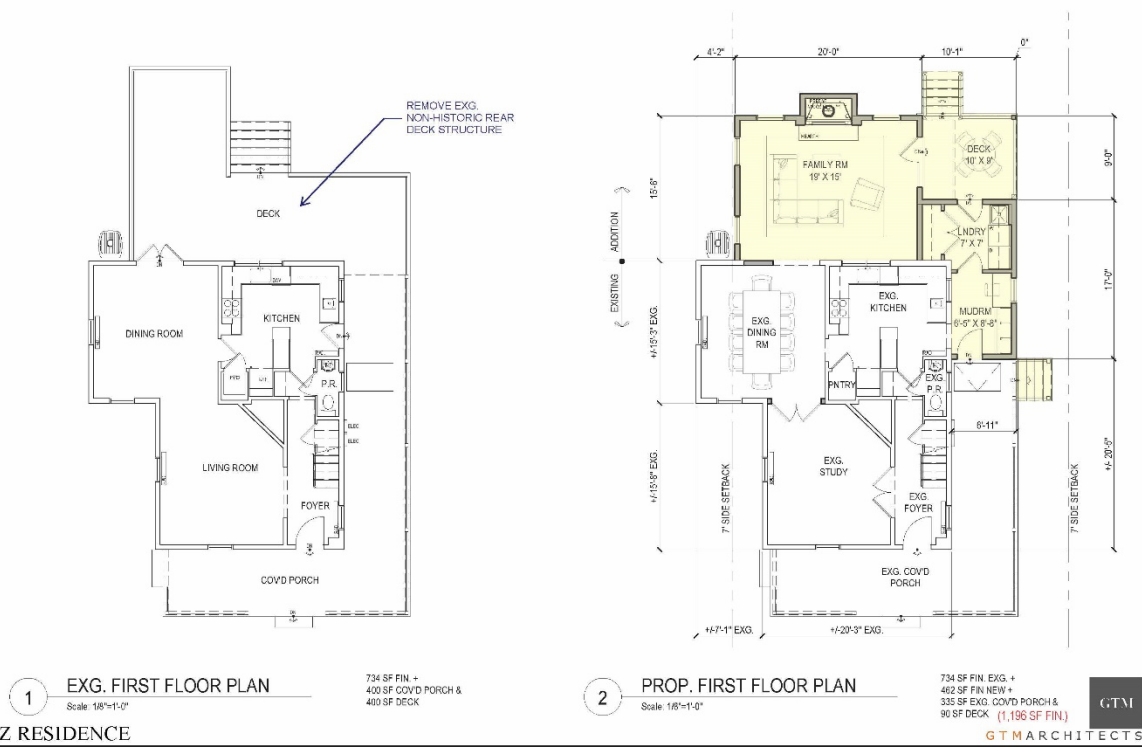 REMOVE EXG.
NON-HISTORIC REAR
DECK STRUCTURE
DECK
DINING ROOM
KITCHEN
P.R.
LIVING ROOM
FOYER
COV'D PORCH
ELEC
ELEC
1
EXG. FIRST FLOOR PLAN
Scale: 1/8"=1'-0"
734 SF FIN. +
400 SF COV'D PORCH &
400 SF DECK
Z RESIDENCE
4'-2"
20'-0"
10'-1"
0"
HEARTH
FAMILY RM
19' X 15'
DECK
10' X 9'
LNDRY
7' X 7'
MUDRM
6'-5" X 8'-8"
15'-6"
ADDITION
EXISTING
9'-0"
17'-0"
EXG.
DINING
RM
EXG.
KITCHEN
PNTRY
EXG.
P.R.
+/-15'-3" EXG.
6'-11"
EXG.
STUDY
EXG.
FOYER
+/-15'-8" EXG.
7' SIDE SETBACK
7' SIDE SETBACK
EXG. COV'D
PORCH
+/-7'-1" EXG.
+/-20'-3" EXG.
2
PROP. FIRST FLOOR PLAN
Scale: 1/8"=1'-0"
734 SF FIN. EXG. +
462 SF FIN NEW +
335 SF EXG. COV'D PORCH &
90 SF DECK (1,196 SF FIN.)
GTM
GTMARCHITECTS